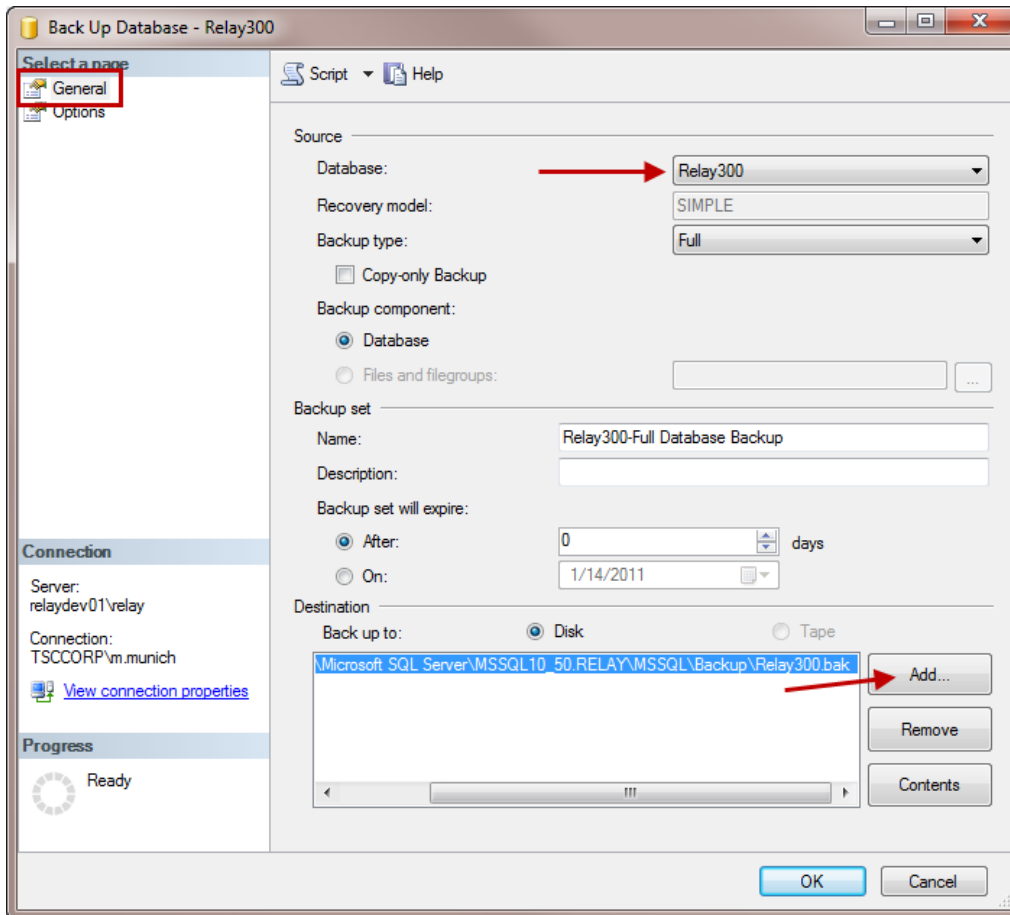 Back Up Database - Relay300
Select a page
General
Options
Script
Help
Source
Database:
Relay300
Recovery model:
SIMPLE
Backup type:
Full
Copy-only Backup
Backup component:
Database
Files and filegroups:
...
Backup set
Name:
Relay300-Full Database Backup
Description:
Backup set will expire:
After:
0
days
On:
1/14/2011
Destination
Back up to:
Disk
Tape
\Microsoft SQL Server\MSSQL10_50.RELAY\MSSQL\Backup\Relay300.bak
Add...
Remove
Contents
Connection
Server:
relaydev01\relay
Connection:
TSCCORP\m.munich
View connection properties
Progress
Ready
OK
Cancel